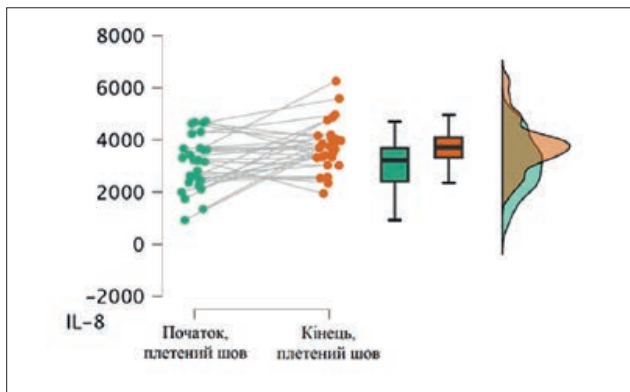 8000
6000
4000
2000
0
−2000
IL-8
Початок,
плетений шов
Кінець,
плетений шов